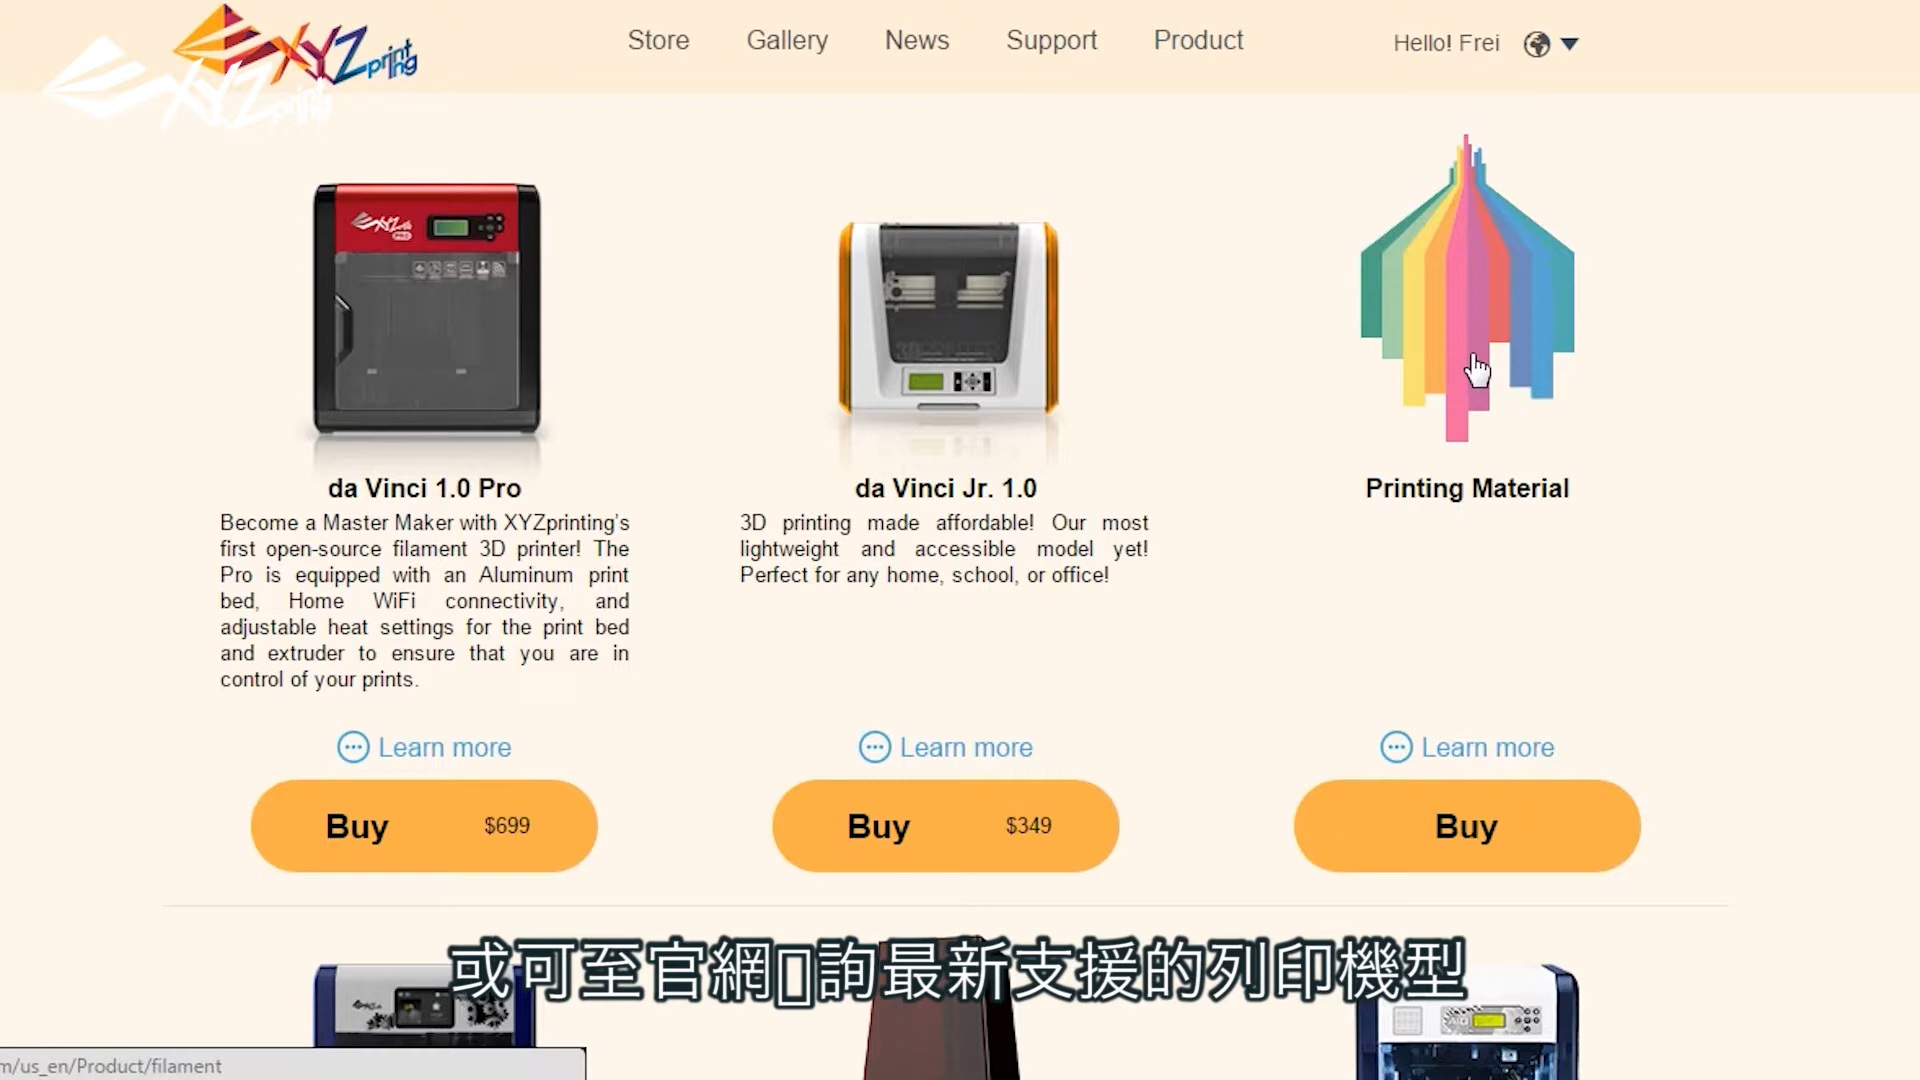 XYZprinting
XYZprinting
Store
Gallery
News
Support
Product
Hello! Frei
da Vinci 1.0 Pro
Become a Master Maker with XYZprinting's
first open-source filament 3D printer! The
Pro is equipped with an Aluminum print
bed, Home WiFi connectivity, and
adjustable heat settings for the print bed
and extruder to ensure that you are in
control of your prints.
Learn more
Buy $699
da Vinci Jr. 1.0
3D printing made affordable! Our most
lightweight and accessible model yet!
Perfect for any home, school, or office!
Learn more
Buy $349
Printing Material
Learn more
Buy
或可至官網▯詢最新支援的列印機型
m/us_en/Product/filament